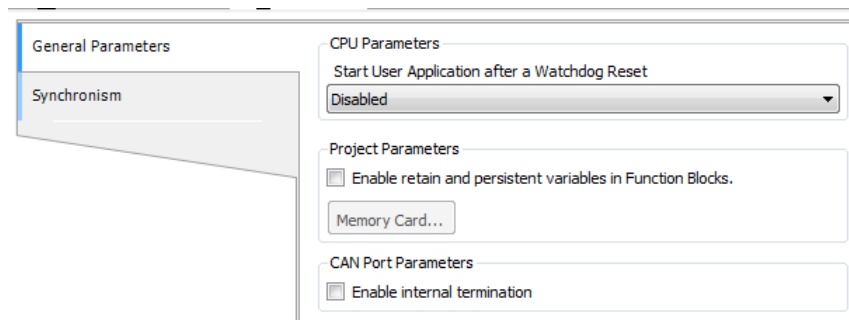 General Parameters
Synchronism
CPU Parameters
Start User Application after a Watchdog Reset
Disabled
Project Parameters
Enable retain and persistent variables in Function Blocks.
Memory Card...
CAN Port Parameters
Enable internal termination